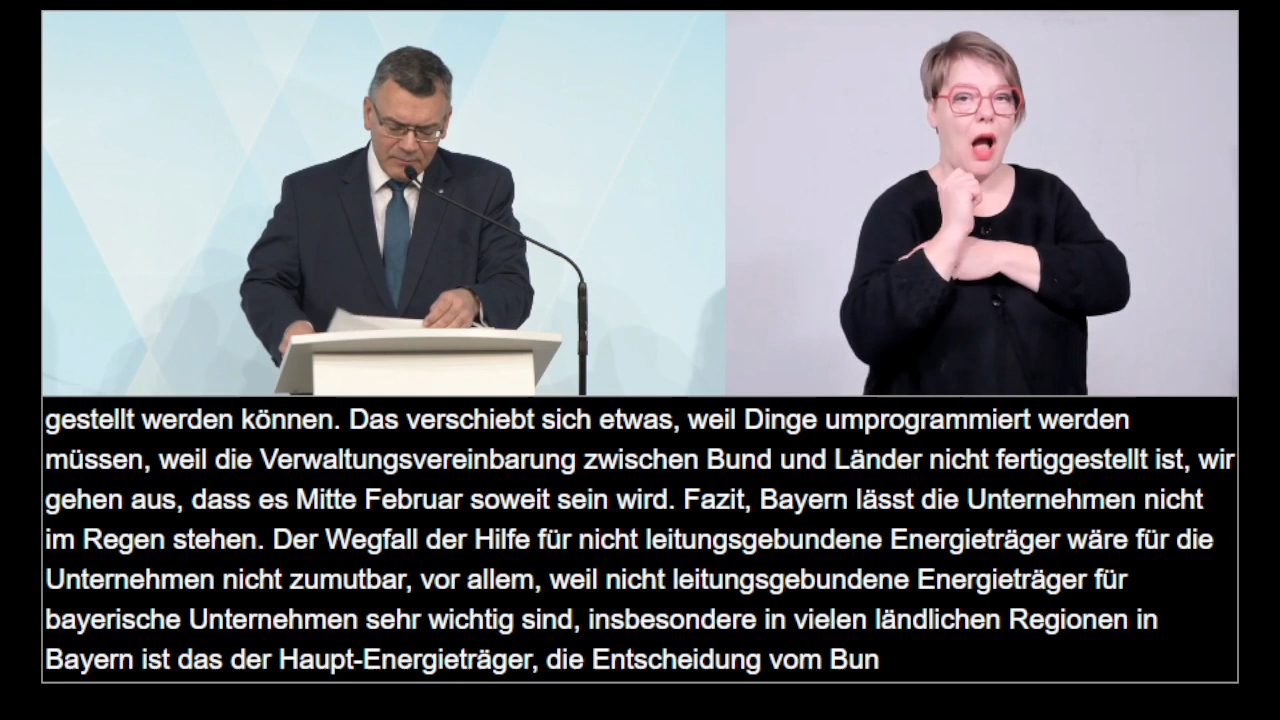 gestellt werden können. Das verschiebt sich etwas, weil Dinge umprogrammiert werden
müssen, weil die Verwaltungsvereinbarung zwischen Bund und Länder nicht fertiggestellt ist, wir
gehen aus, dass es Mitte Februar soweit sein wird. Fazit, Bayern lässt die Unternehmen nicht
im Regen stehen. Der Wegfall der Hilfe für nicht leitungsgebundene Energieträger wäre für die
Unternehmen nicht zumutbar, vor allem, weil nicht leitungsgebundene Energieträger für
bayerische Unternehmen sehr wichtig sind, insbesondere in vielen ländlichen Regionen in
Bayern ist das der Haupt-Energieträger, die Entscheidung vom Bun